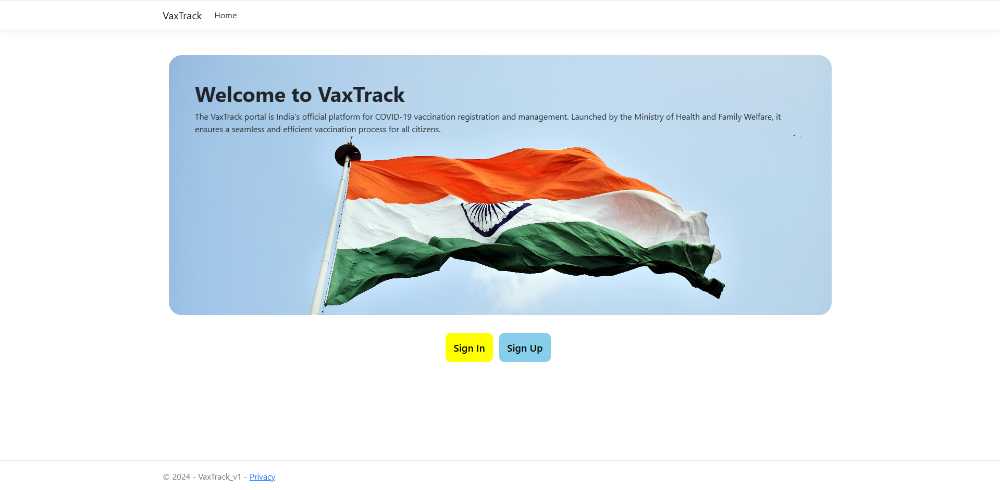 VaxTrack Home
Welcome to VaxTrack
The VaxTrack portal is India's official platform for COVID-19 vaccination registration and management. Launched by the Ministry of Health and Family Welfare, it
ensures a seamless and efficient vaccination process for all citizens.
Sign In Sign Up
© 2024 - VaxTrack_v1 - Privacy